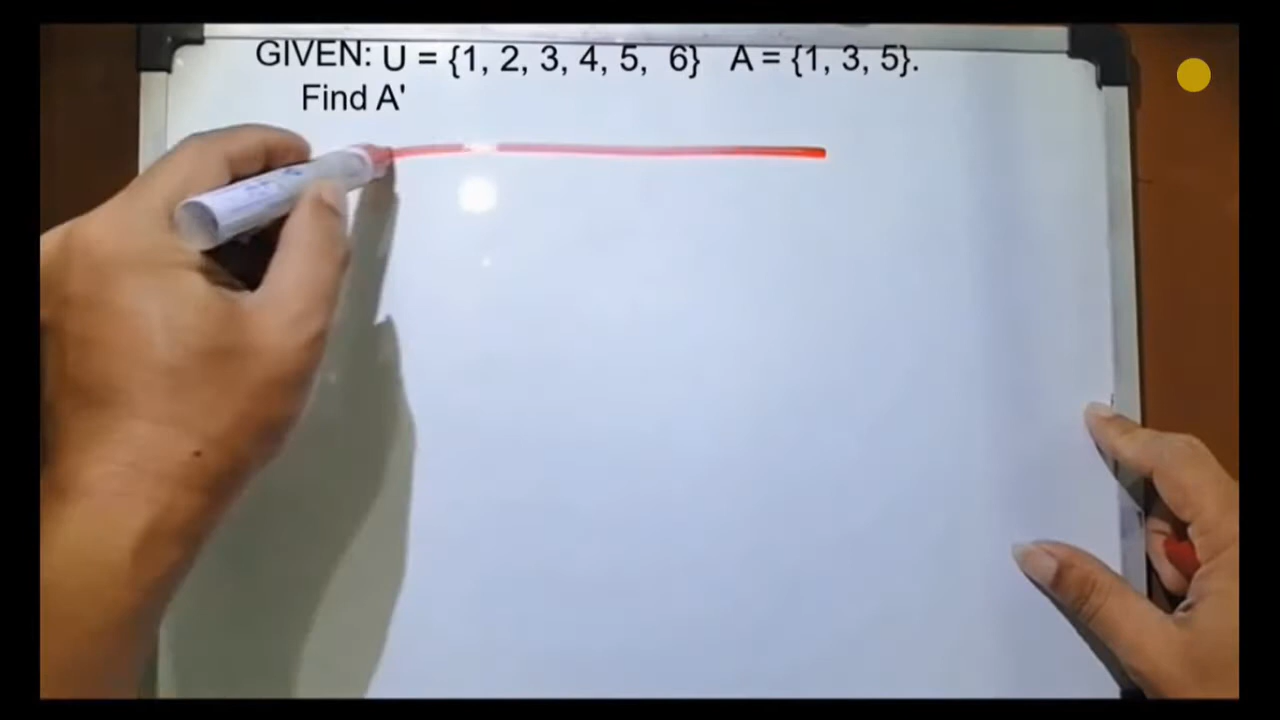 GIVEN: U = {1, 2, 3, 4, 5, 6} A = {1, 3, 5}.
Find A'